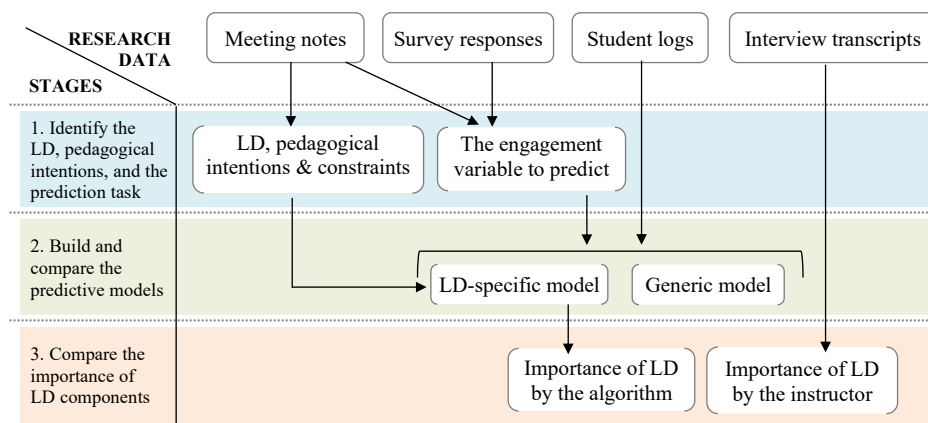 RESEARCH
DATA
STAGES
Meeting notes
Survey responses
Student logs
Interview transcripts
1. Identify the
LD, pedagogical
intentions, and the
prediction task
LD, pedagogical
intentions & constraints
The engagement
variable to predict
2. Build and
compare the
predictive models
LD-specific model
Generic model
3. Compare the
importance of
LD components
Importance of LD
by the algorithm
Importance of LD
by the instructor